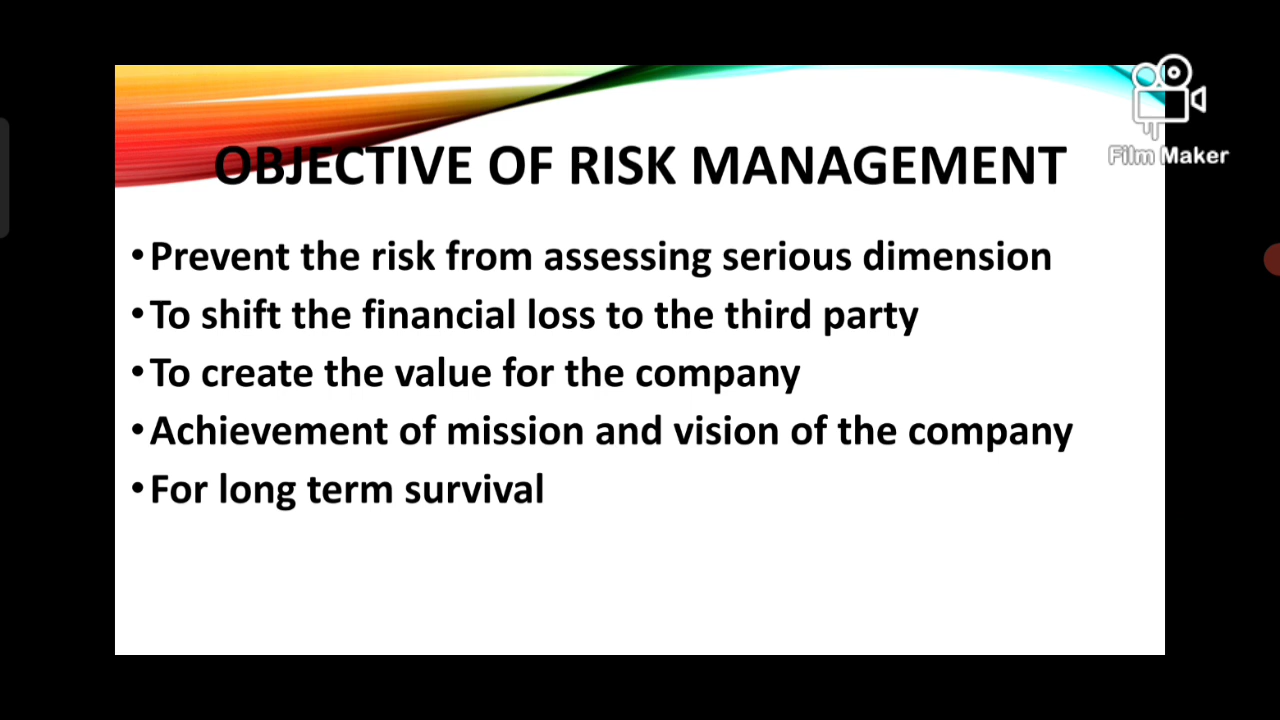 Film Maker
OBJECTIVE OF RISK MANAGEMENT
•Prevent the risk from assessing serious dimension
•To shift the financial loss to the third party
•To create the value for the company
•Achievement of mission and vision of the company
•For long term survival